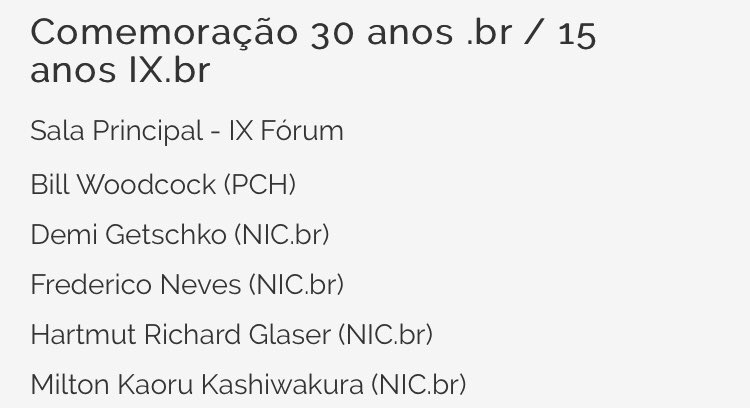 Comemoração 30 anos .br / 15
anos IX.br
Sala Principal - IX Fórum
Bill Woodcock (PCH)
Demi Getschko (NIC.br)
Frederico Neves (NIC.br)
Hartmut Richard Glaser (NIC.br)
Milton Kaoru Kashiwakura (NIC.br)